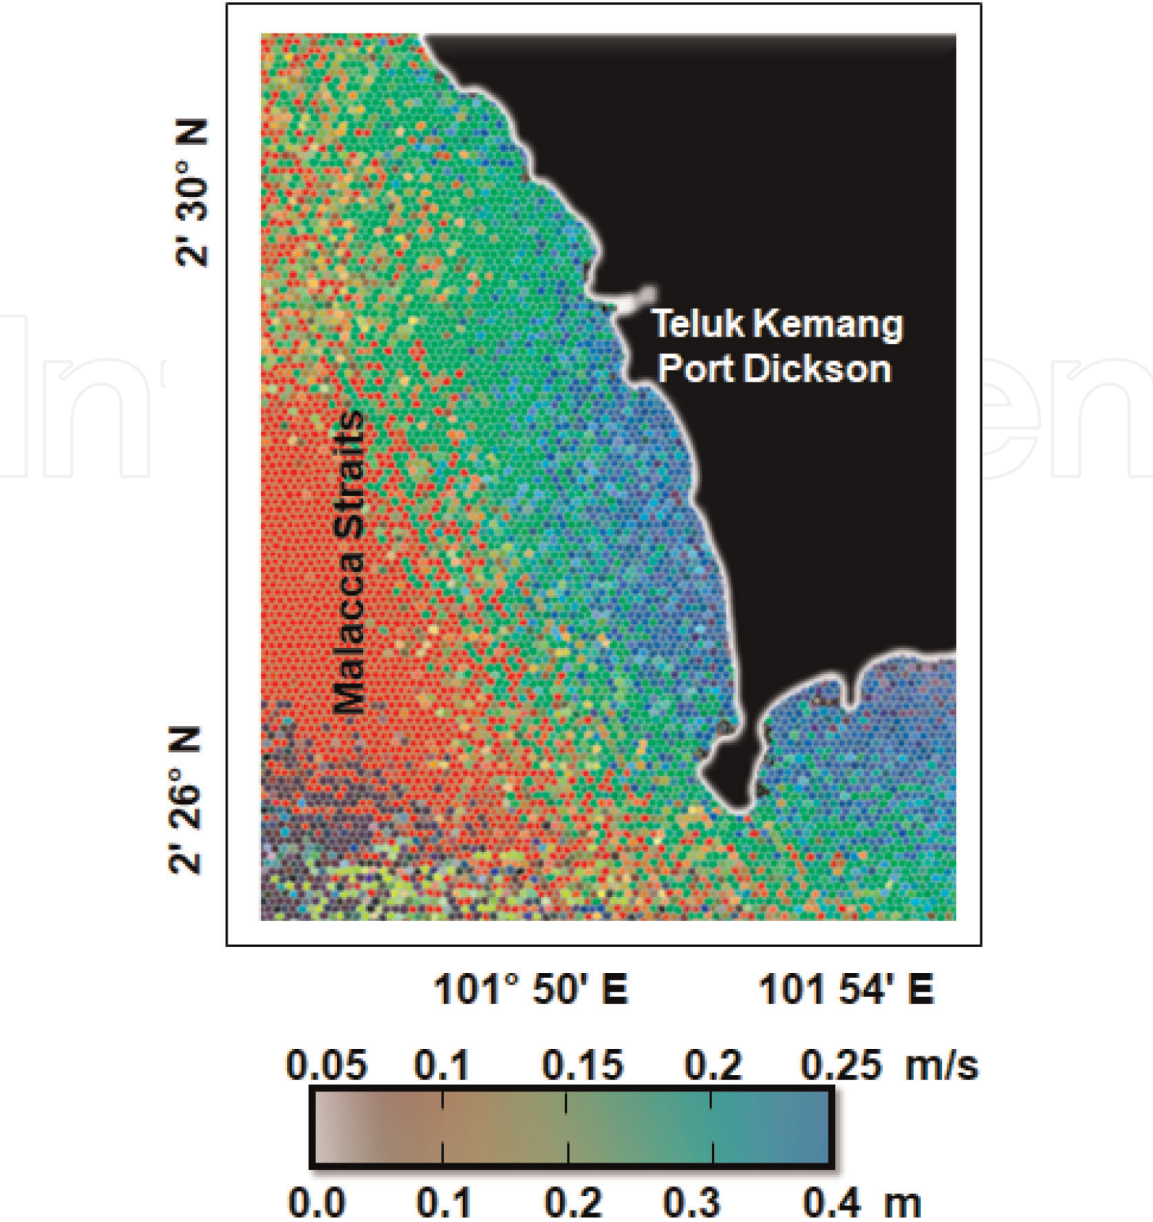 2' 30° N
Teluk Kemang
Port Dickson
Malacca Straits
2' 26° N
101° 50' E 101 54' E
0.05 0.1 0.15 0.2 0.25 m/s
0.0 0.1 0.2 0.3 0.4 m